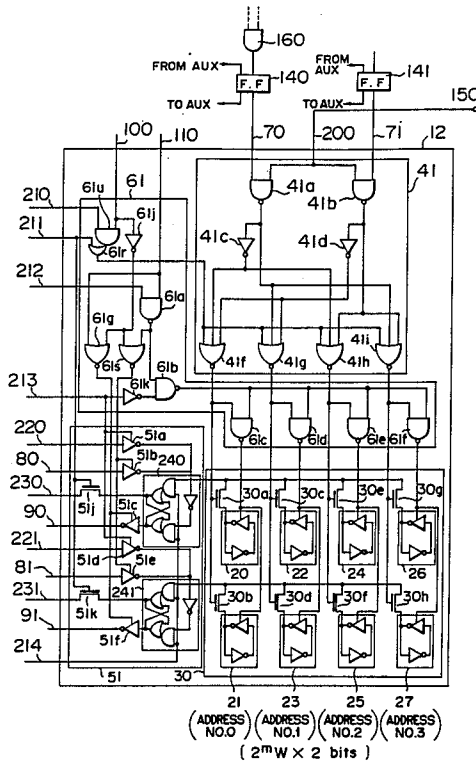 160
FROM AUX
140
F.F
TO AUX
FROM AUX
141
F.F
TO AUX
150
100
110
70
200
71
12
61
41
210
61u
61j
41a
41b
211
61r
41c
41d
212
61a
61g
61s
61b
41f
41g
41h
41i
213
61k
220
51a
61c
61d
61e
61f
80
51b
240
230
51j
51c
30a
30c
30e
30g
90
221
51d
51e
20
22
24
26
81
241
231
51k
30b
30d
30f
30h
91
51f
214
51
30
21
23
25
27
(ADDRESS NO.0)
(ADDRESS NO.1)
(ADDRESS NO.2)
(ADDRESS NO.3)
(2ᵐW × 2 bits)